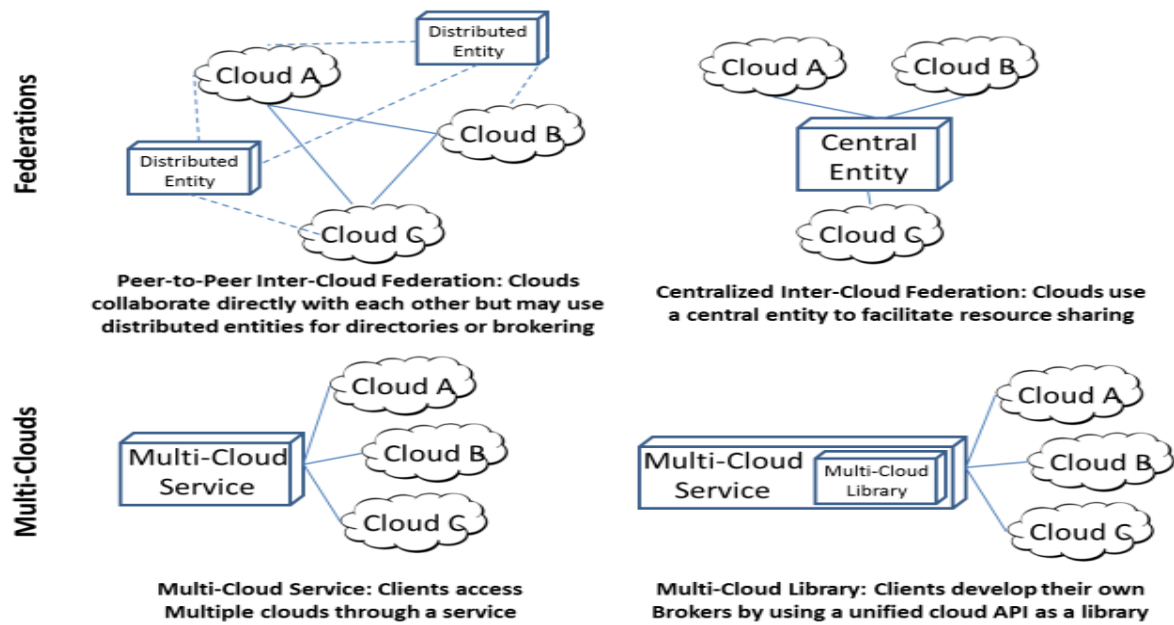 Federations
Distributed
Entity
Cloud A
Cloud B
Distributed
Entity
Cloud C
Peer-to-Peer Inter-Cloud Federation: Clouds
collaborate directly with each other but may use
distributed entities for directories or brokering
Cloud A
Cloud B
Central
Entity
Cloud C
Centralized Inter-Cloud Federation: Clouds use
a central entity to facilitate resource sharing
Multi-Clouds
Multi-Cloud
Service
Cloud A
Cloud B
Cloud C
Multi-Cloud Service: Clients access
Multiple clouds through a service
Multi-Cloud
Service
Multi-Cloud
Library
Cloud A
Cloud B
Cloud C
Multi-Cloud Library: Clients develop their own
Brokers by using a unified cloud API as a library